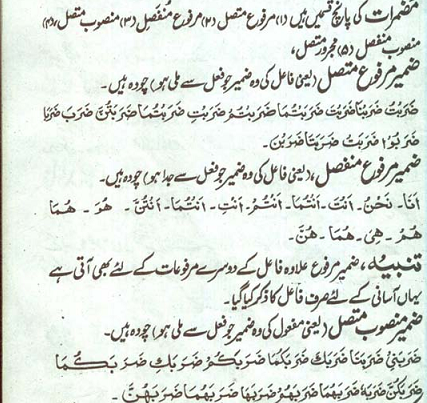 مضمرات کی پانچ قسمیں ہیں (۱) مرفوع متصل (۲) مرفوع منفصل (۳) منصوب متصل (۴)
منصوب منفصل (۵) مجرور متصل،
ضمیر مرفوع متصل (یعنی فاعل کی وہ ضمیر جو فعل سے ملی ہو) چودہ ہیں۔
ضَرَبْتُ ضَرَبْنَا ضَرَبْتَ ضَرَبْتُمَا ضَرَبْتُمْ ضَرَبْتِ ضَرَبْتُمَا ضَرَبْتُنَّ ضَرَبَ ضَرَبَا
ضَرَبُوْا ضَرَبَتْ ضَرَبَتَا ضَرَبْنَ۔
ضمیر مرفوع منفصل، (یعنی فاعل کی وہ ضمیر جو فعل سے جدا ہو) چودہ ہیں۔
اَنَا۔ نَحْنُ۔ اَنْتَ۔ اَنْتُمَا۔ اَنْتُمْ۔ اَنْتِ۔ اَنْتُمَا۔ اَنْتُنَّ۔ هُوَ۔ هُمَا
هُمْ۔ هِيَ۔ هُمَا۔ هُنَّ۔
تنبیہ، ضمیر مرفوع علاوہ فاعل کے دوسرے مرفوعات کے لئے بھی آتی ہے
یہاں آسانی کے لئے صرف فاعل کا ذکر کیا گیا۔
ضمیر منصوب متصل (یعنی مفعول کی وہ ضمیر جو فعل سے ملی ہو) چودہ ہیں۔
ضَرَبَنِيْ ضَرَبَنَا ضَرَبَكَ ضَرَبَكُمَا ضَرَبَكُمْ ضَرَبَكِ ضَرَبَكُمَا
ضَرَبَكُنَّ ضَرَبَهٗ ضَرَبَهُمَا ضَرَبَهُمْ ضَرَبَهَا ضَرَبَهُمَا ضَرَبَهُنَّ۔